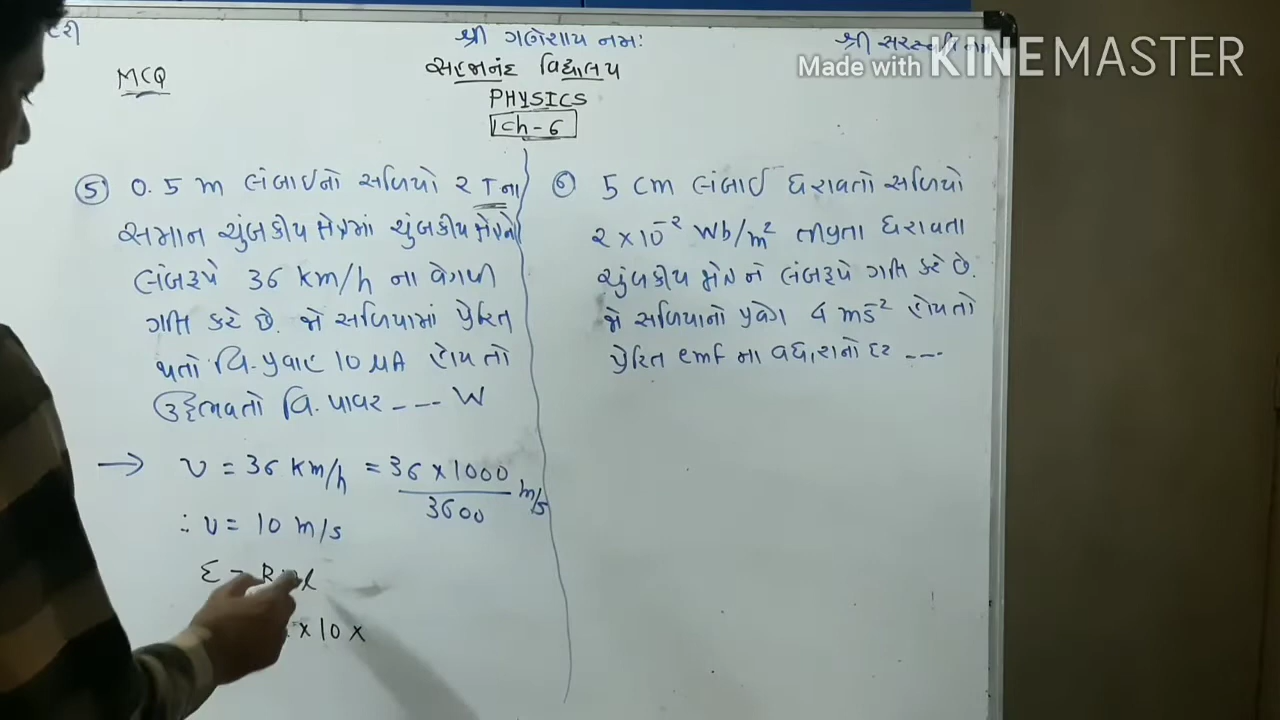 શ્રી ગણેશાય નમઃ
શ્રી
Made with KINEMASTER
MCQ
વિદ્યાલય
PHYSICS
Ch-6
5 0.5 m લંબાઈનો સળિયો 2 T ના
સમાન ચુંબકીય ક્ષેત્રમાં ચુંબકીય ક્ષેત્રને
લંબરૂપે 36 km/h ના વેગથી
ગતિ કરે છે. જો સળિયામાં પ્રેરિત
થતો વિ.પ્રવાહ 10 μA હોય તો
ઉદ્દભવતો વિ. પાવર --- W
→ v = 36 km/h = 36 × 1000 / 3600 m/s
∴ v = 10 m/s
ε = Bvl
× 10 ×
6 5 cm લંબાઈ ધરાવતો સળિયો
2 × 10⁻² Wb/m² તીવ્રતા ધરાવતા
ચુંબકીય ક્ષેત્ર ને લંબરૂપે ગતિ કરે છે.
જો સળિયાનો પ્રવેગ 4 ms⁻² હોય તો
પ્રેરિત emf ના વધારાનો દર ---